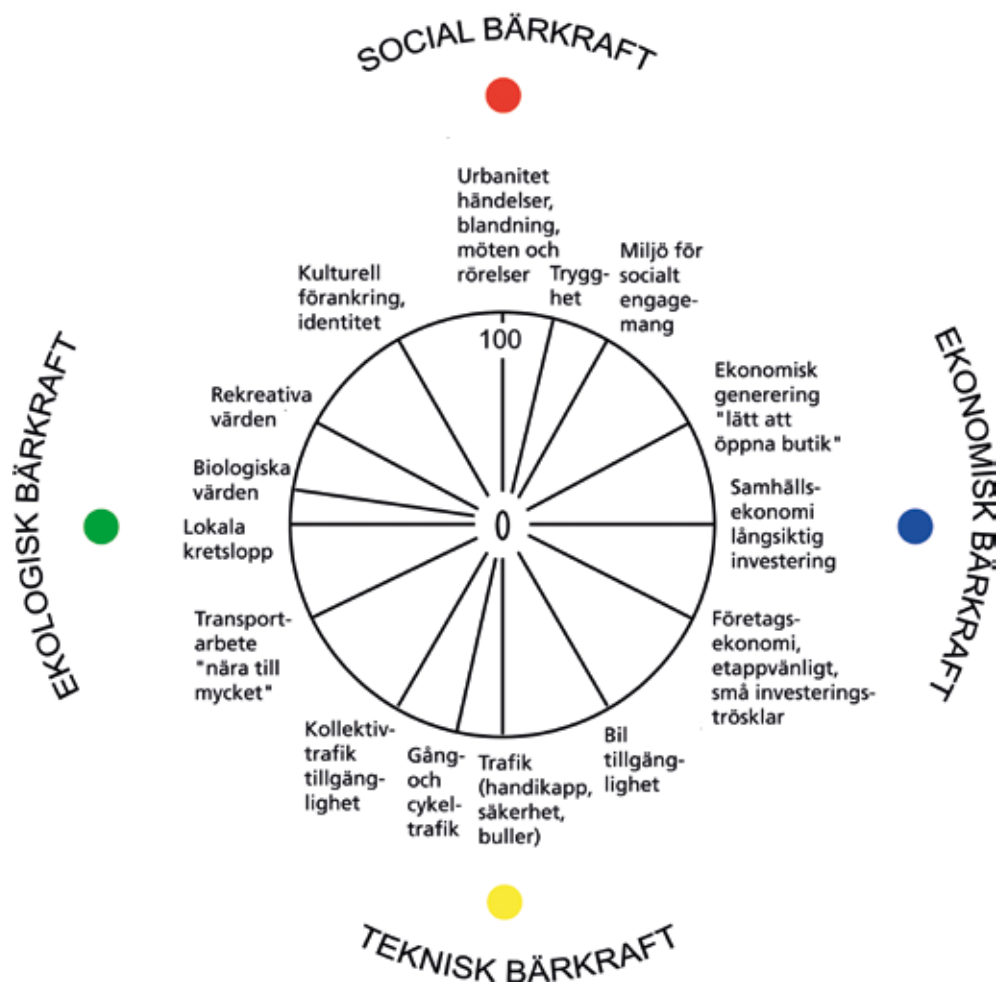 SOCIAL BÄRKRAFT
Urbanitet
händelser,
blandning,
möten och
rörelser
Trygg-
het
Miljö för
socialt
engage-
mang
Kulturell
förankring,
identitet
100
EKOLOGISK BÄRKRAFT
EKONOMISK BÄRKRAFT
Ekonomisk
generering
"lätt att
öppna butik"
Rekreativa
värden
Biologiska
värden
Samhälls-
ekonomi
långsiktig
investering
Lokala
kretslopp
0
Transport-
arbete
"nära till
mycket"
Företags-
ekonomi,
etappvänligt,
små investerings-
trösklar
Kollektiv-
trafik
tillgäng-
lighet
Gång-
och
cykel-
trafik
Trafik
(handikapp,
säkerhet,
buller)
Bil
tillgäng-
lighet
TEKNISK BÄRKRAFT